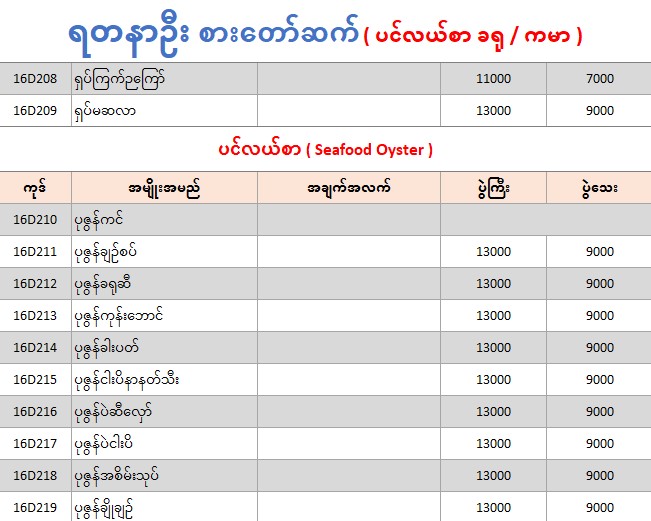 ရတနာဦး စားတော်ဆက် ( ပင်လယ်စာ ခရု / ကမာ )
16D208 ရှပ်ကြက်ဥကြော် 11000 7000
16D209 ရှပ်မဆလာ 13000 9000
ပင်လယ်စာ ( Seafood Oyster )
ကုဒ် အမျိုးအမည် အချက်အလက် ပွဲကြီး ပွဲသေး
16D210 ပုဇွန်ကင်
16D211 ပုဇွန်ချဉ်စပ် 13000 9000
16D212 ပုဇွန်ခရုဆီ 13000 9000
16D213 ပုဇွန်ကုန်းဘောင် 13000 9000
16D214 ပုဇွန်ခါးပတ် 13000 9000
16D215 ပုဇွန်ငါးပိနာနတ်သီး 13000 9000
16D216 ပုဇွန်ပဲဆီလှော် 13000 9000
16D217 ပုဇွန်ပဲငါးပိ 13000 9000
16D218 ပုဇွန်အစိမ်းသုပ် 13000 9000
16D219 ပုဇွန်ချိုချဉ် 13000 9000